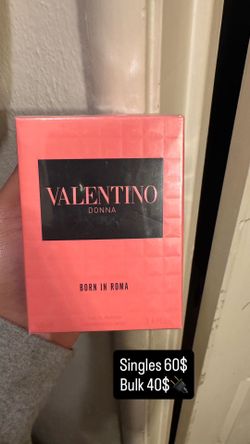 VALENTINO
DONNA
BORN IN ROMA
Singles 60$
Bulk 40$🔌